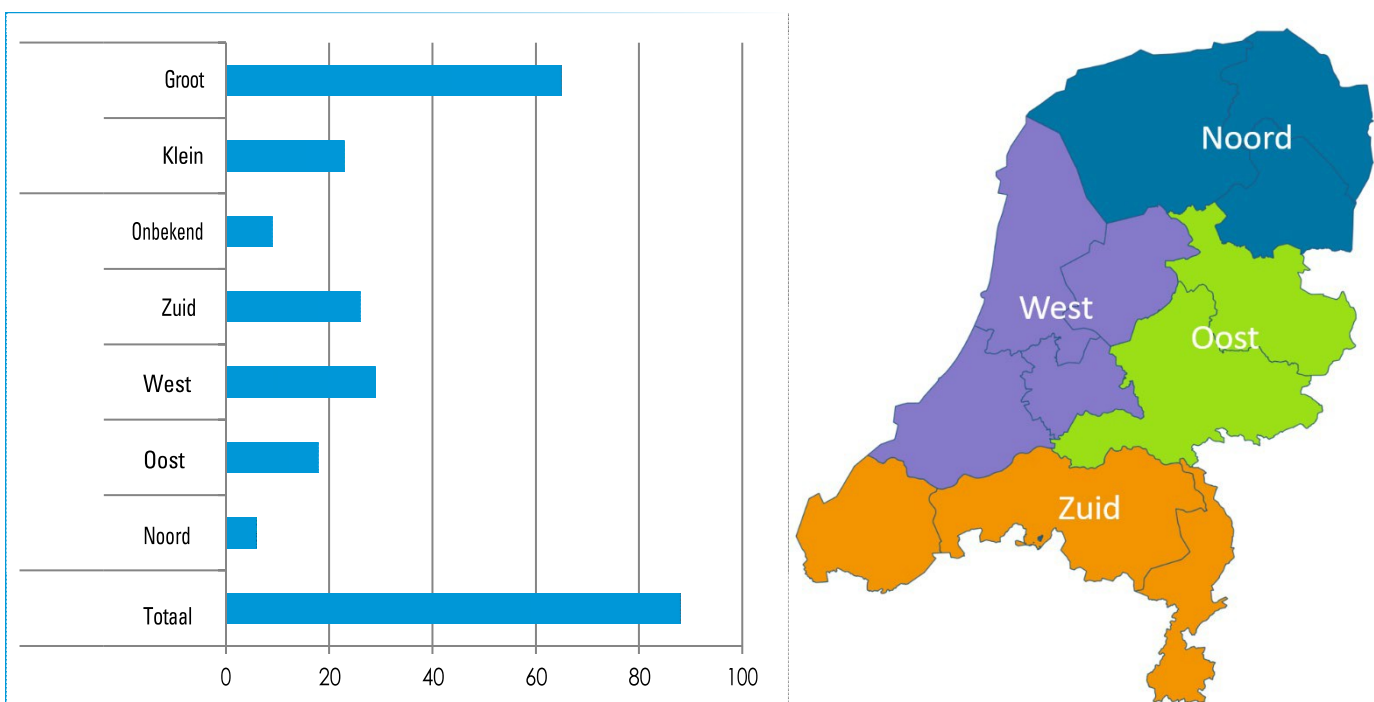 Groot
Klein
Onbekend
Zuid
West
Oost
Noord
Totaal
0 20 40 60 80 100
Noord
West
Oost
Zuid